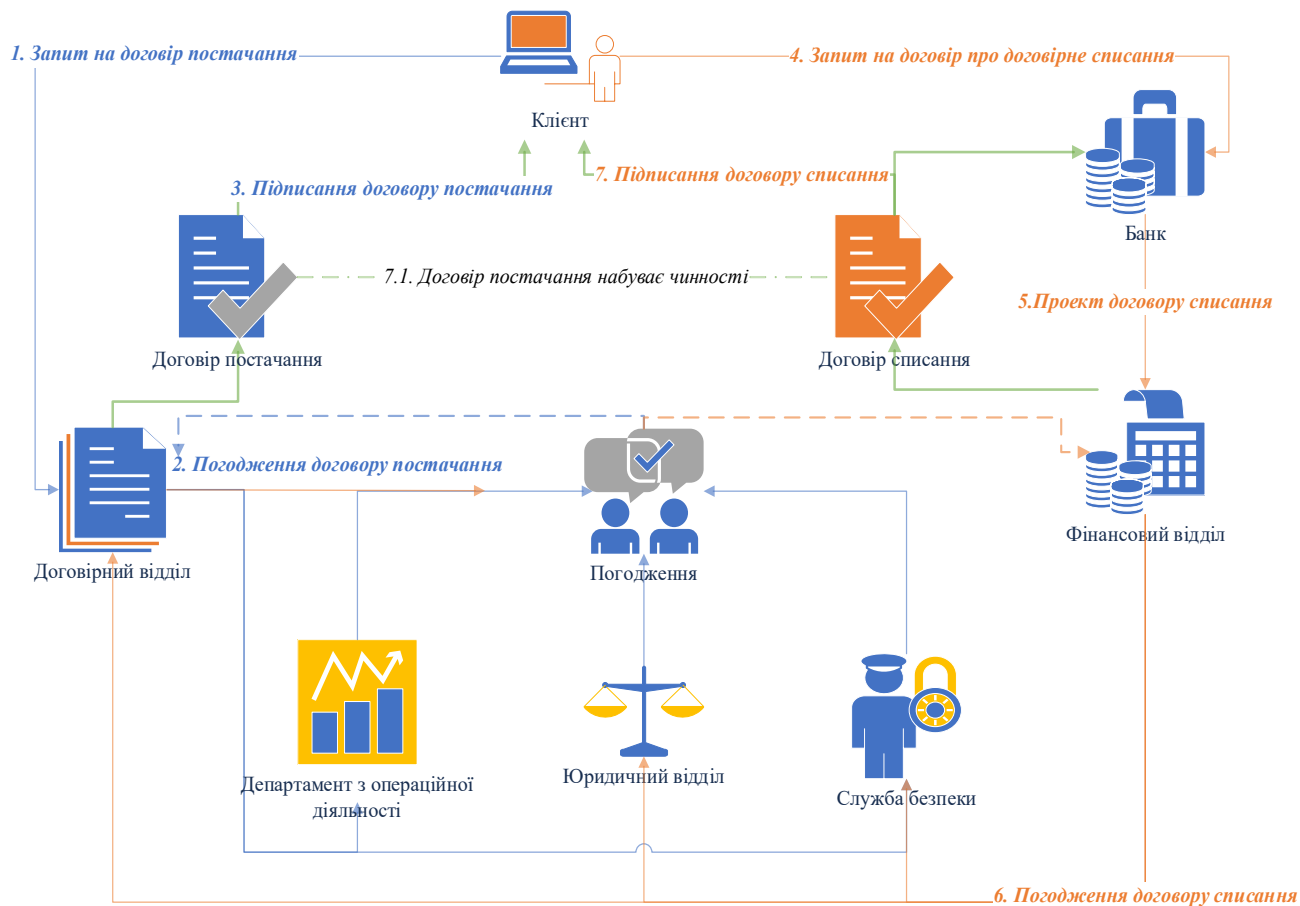 1. Запит на договір постачання
4. Запит на договір про договірне списання
Клієнт
3. Підписання договору постачання
7. Підписання договору списання
Банк
7.1. Договір постачання набуває чинності
5.Проект договору списання
Договір постачання
Договір списання
2. Погодження договору постачання
Фінансовий відділ
Договірний відділ
Погодження
Департамент з операційної
діяльності
Юридичний відділ
Служба безпеки
6. Погодження договору списання